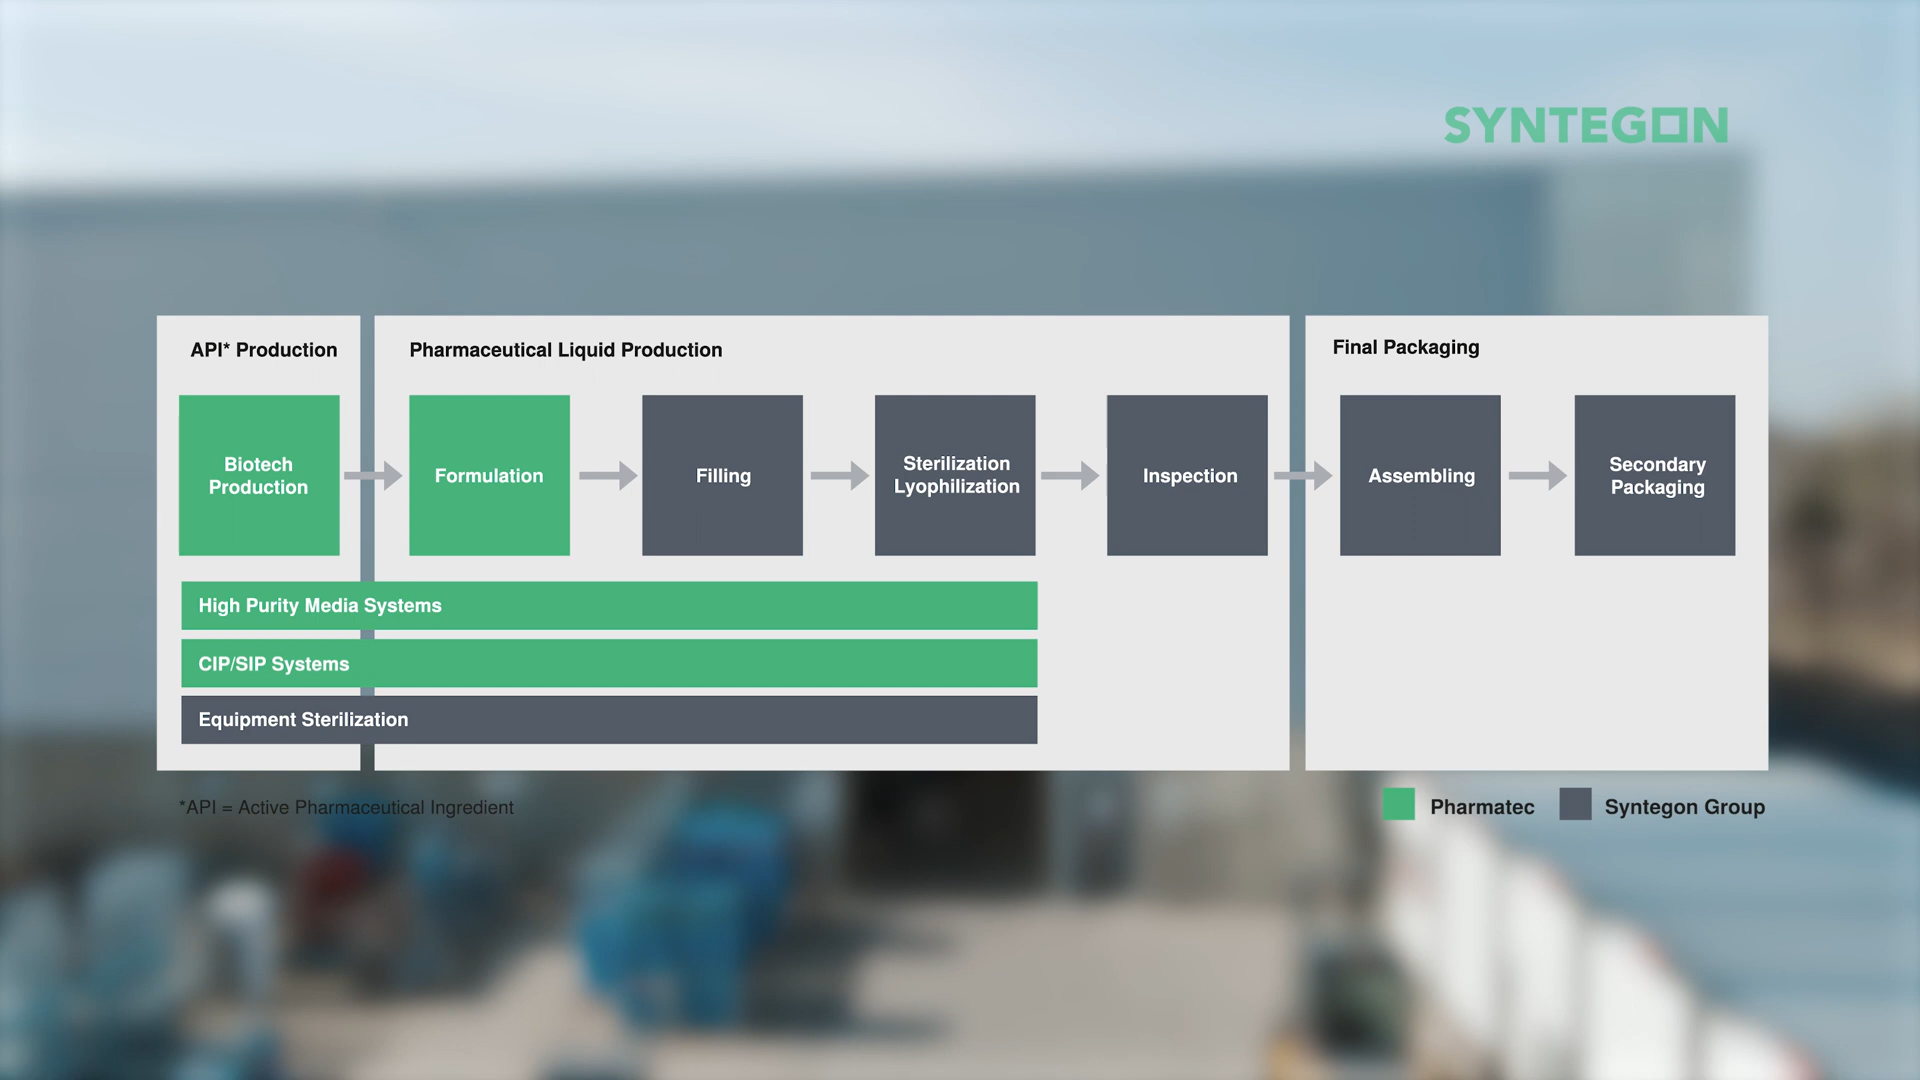 SYNTEGON
API* Production
Pharmaceutical Liquid Production
Final Packaging
Biotech
Production
Formulation
Filling
Sterilization
Lyophilization
Inspection
Assembling
Secondary
Packaging
High Purity Media Systems
CIP/SIP Systems
Equipment Sterilization
*API = Active Pharmaceutical Ingredient
Pharmatec
Syntegon Group